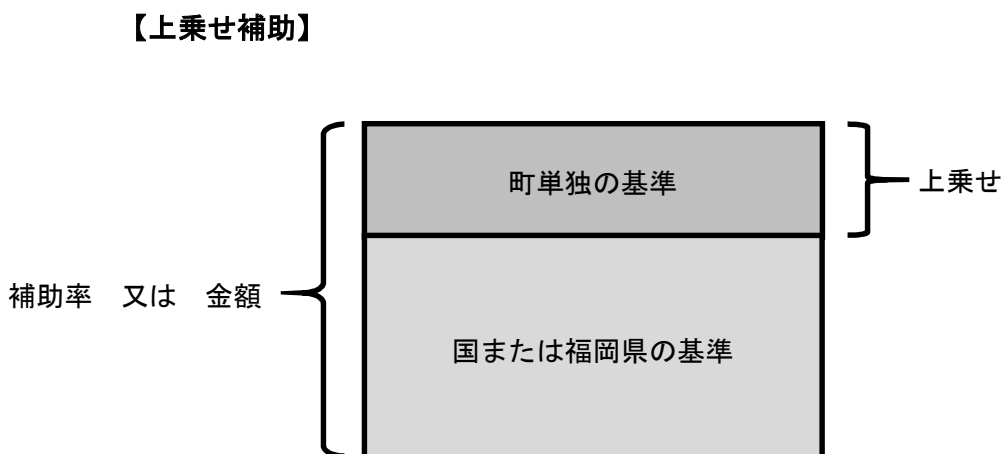 【上乗せ補助】
町単独の基準
上乗せ
補助率　又は　金額
国または福岡県の基準